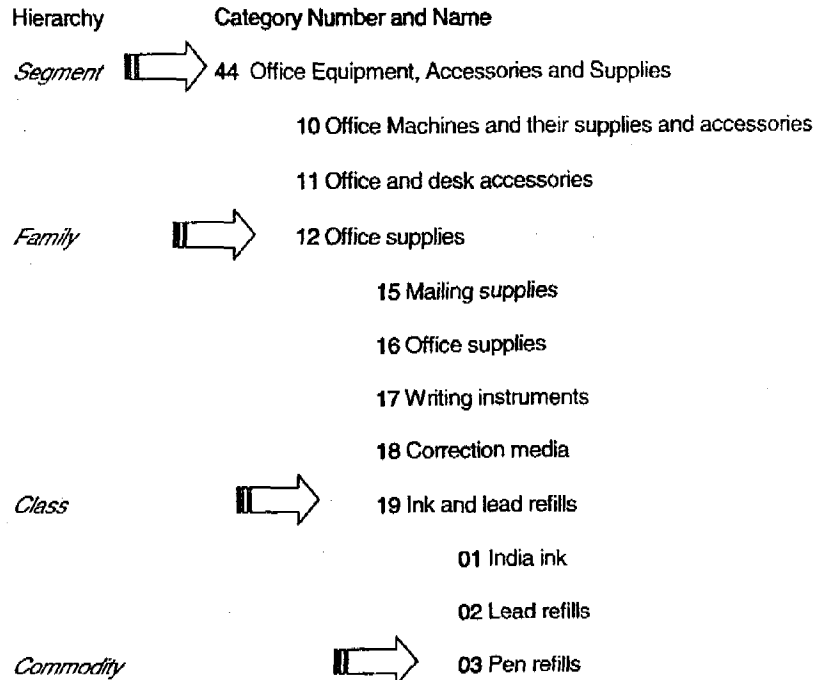 Hierarchy Category Number and Name
Segment 44 Office Equipment, Accessories and Supplies
10 Office Machines and their supplies and accessories
11 Office and desk accessories
Family 12 Office supplies
15 Mailing supplies
16 Office supplies
17 Writing instruments
18 Correction media
Class 19 Ink and lead refills
01 India ink
02 Lead refills
Commodity 03 Pen refills